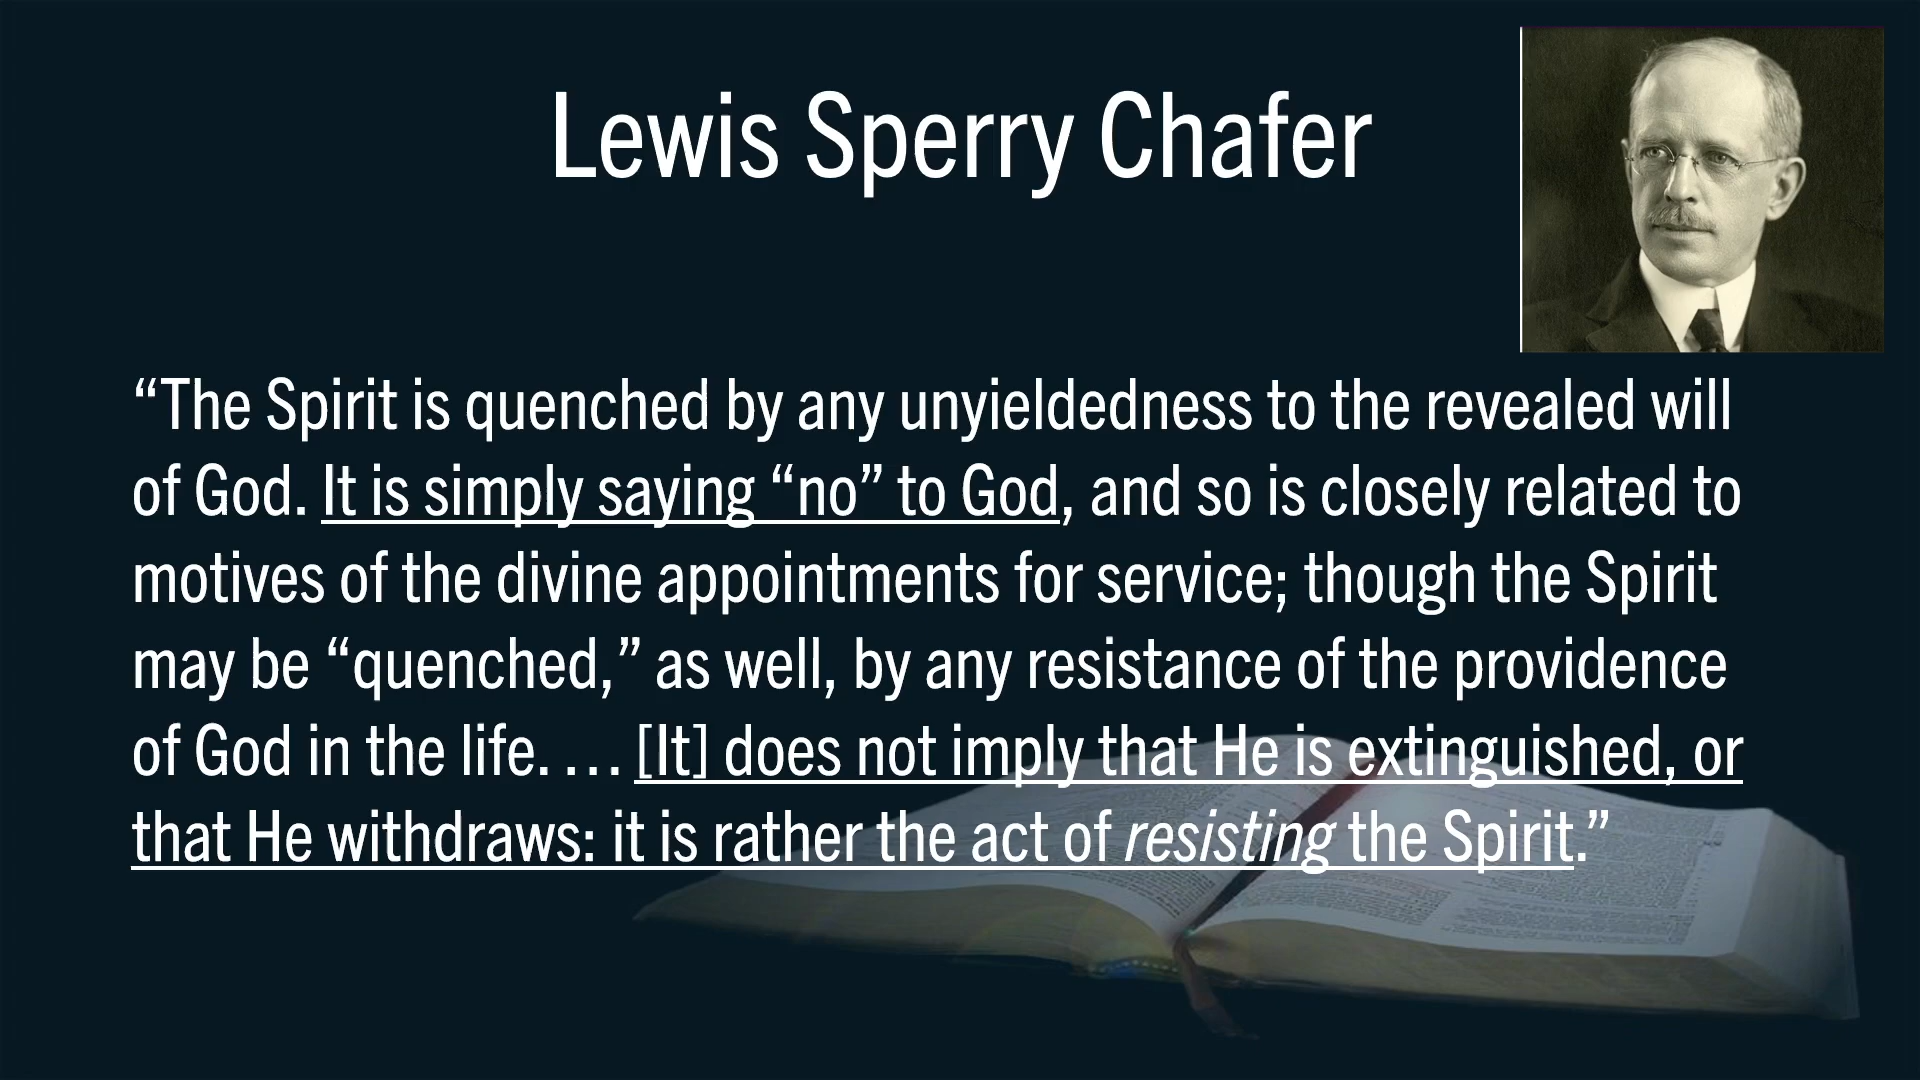 Lewis Sperry Chafer
“The Spirit is quenched by any unyieldedness to the revealed will
of God. It is simply saying “no” to God, and so is closely related to
motives of the divine appointments for service; though the Spirit
may be “quenched,” as well, by any resistance of the providence
of God in the life. . . . [It] does not imply that He is extinguished, or
that He withdraws: it is rather the act of resisting the Spirit.”